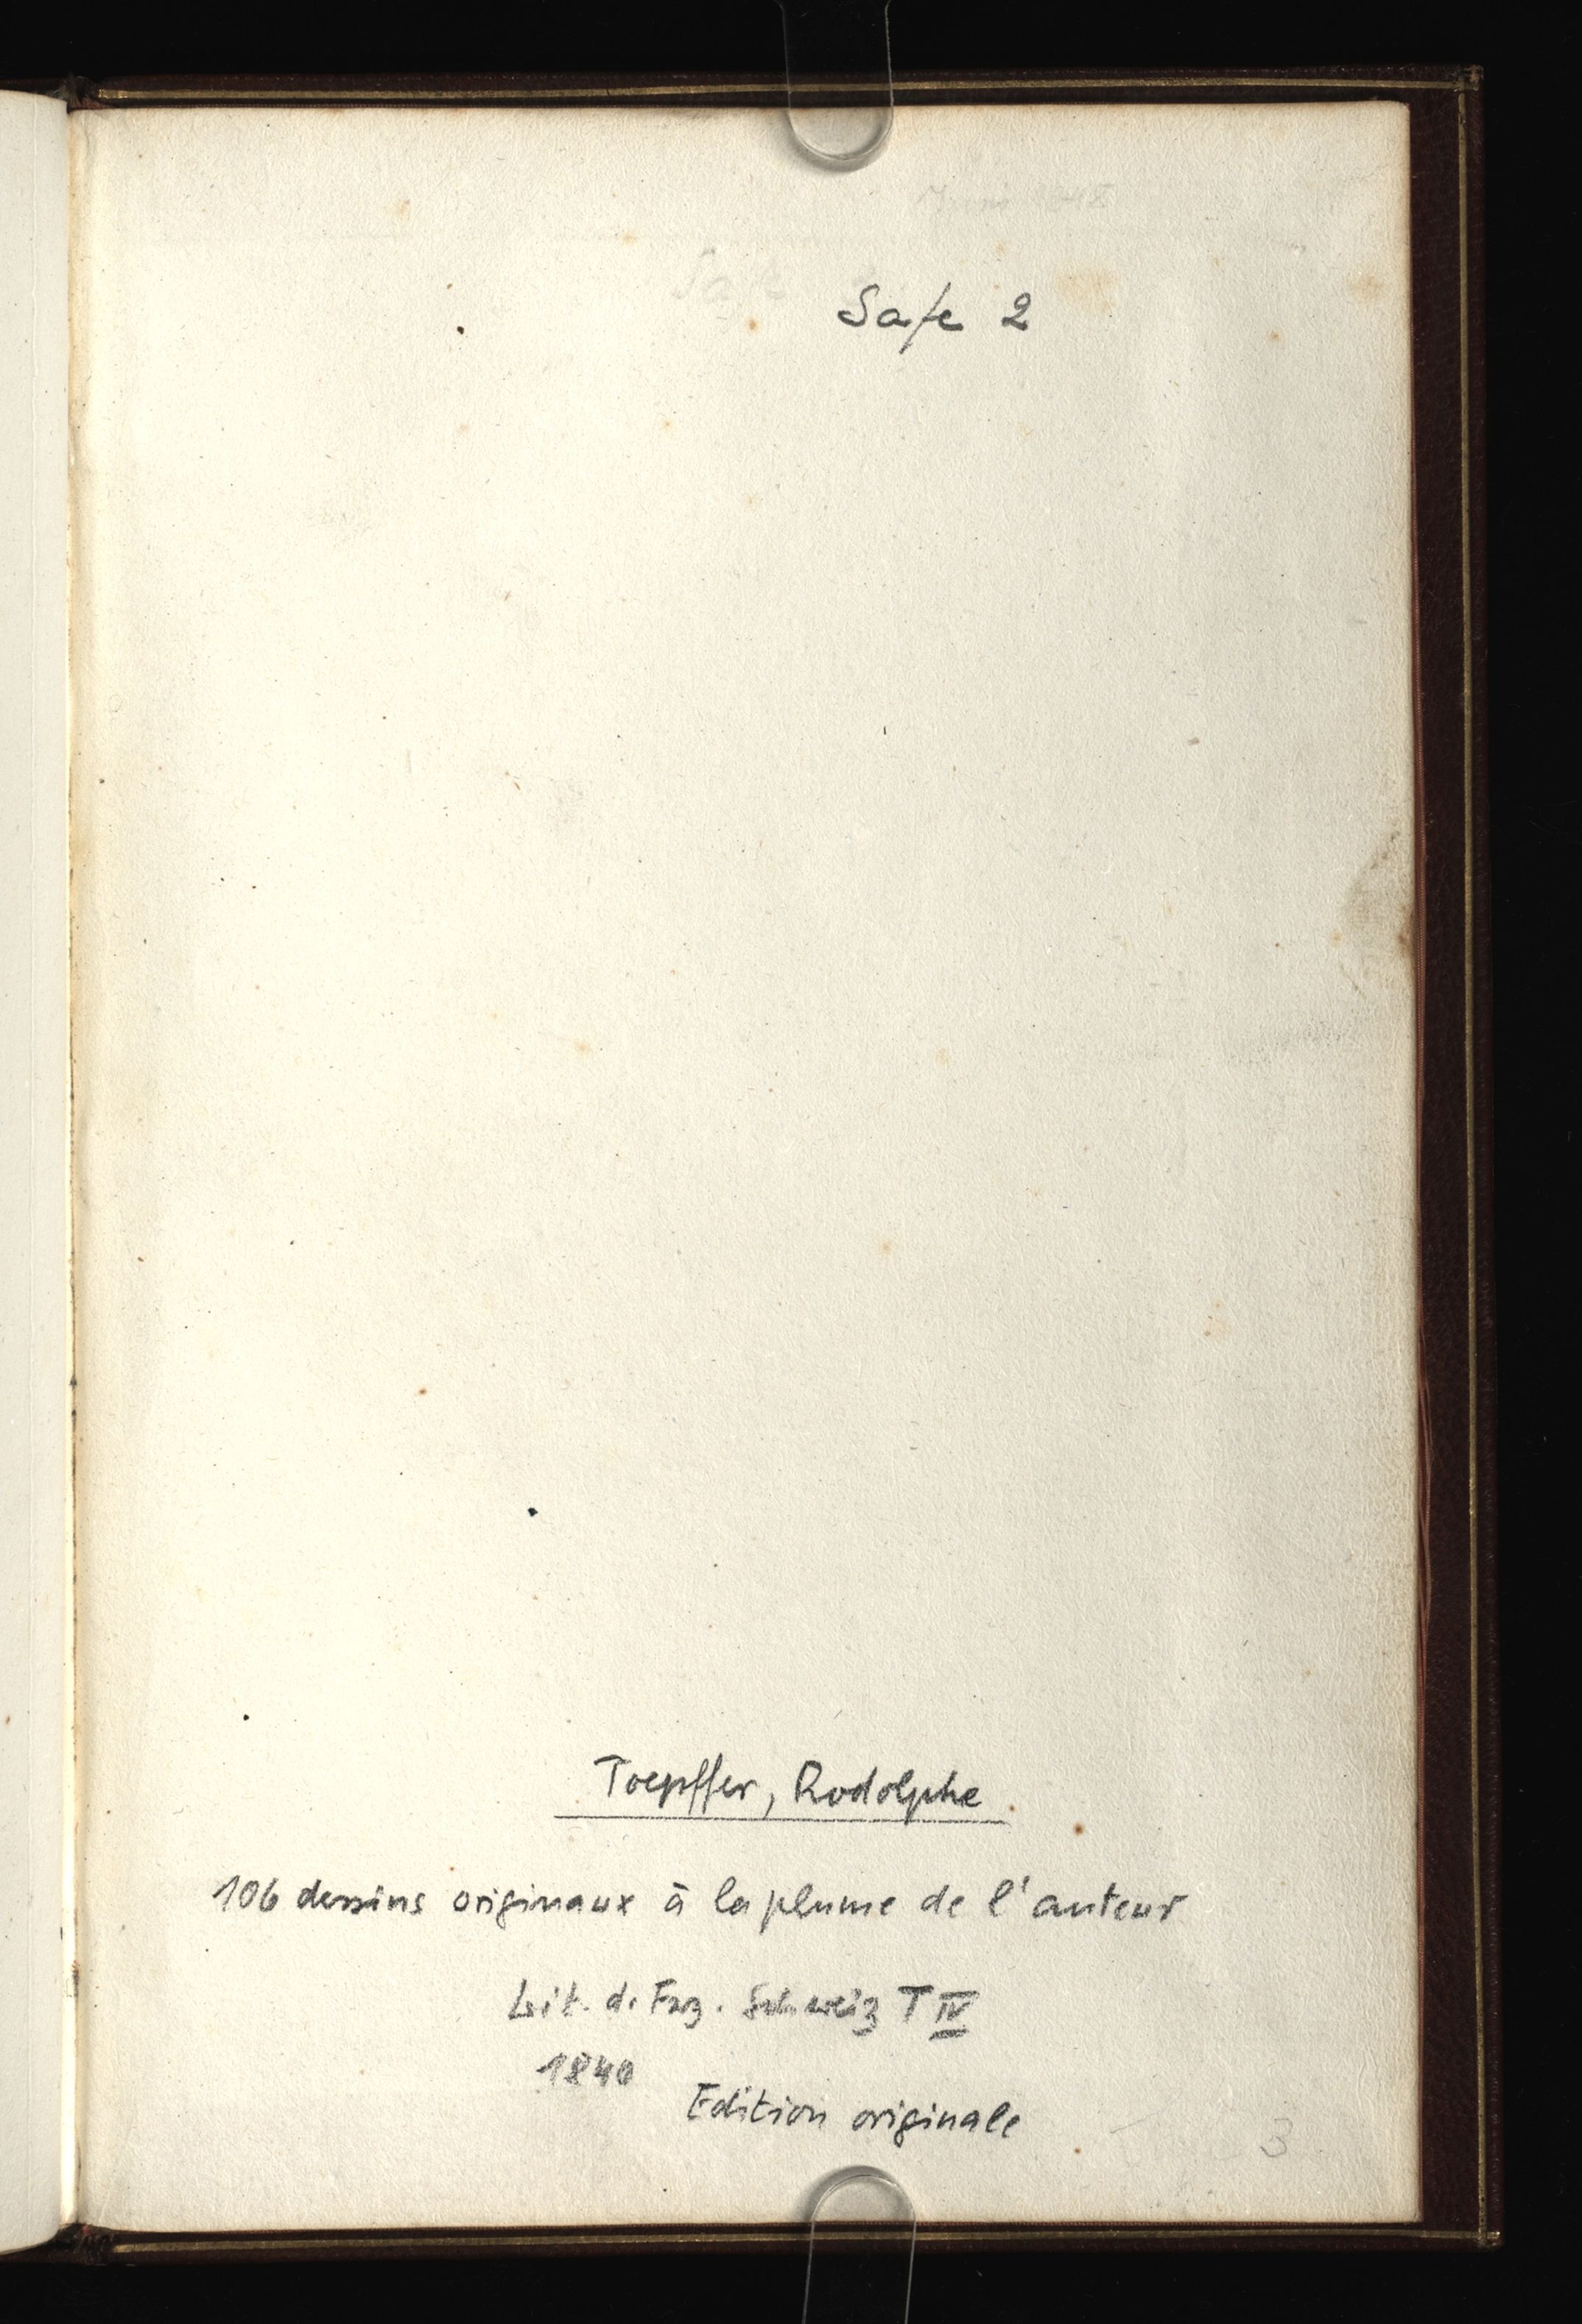 Safe 2
Toepffer, Rodolphe
106 dessins originaux à la plume de l'auteur
Lit. d. Frz. Schweiz T IV
1840
Edition originale
3